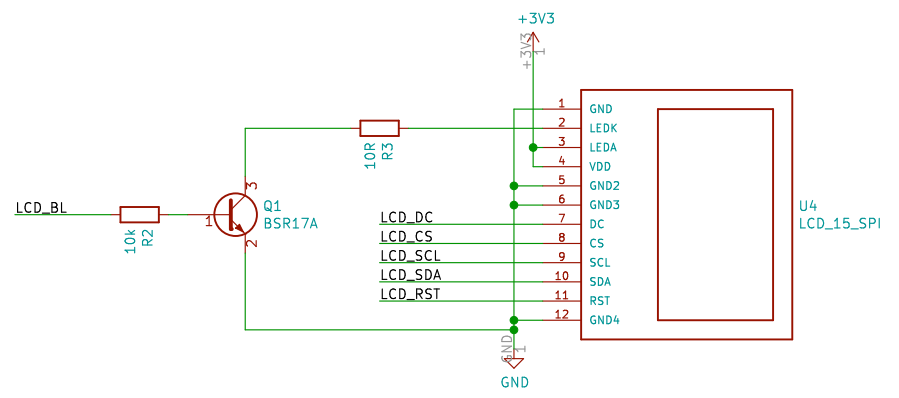 +3V3
+3V3
1
1 GND
2 LEDK
10R
R3
3 LEDA
4 VDD
3
5 GND2
LCD_BL
Q1
6 GND3
U4
1
BSR17A
LCD_DC
7 DC
LCD_15_SPI
10k
R2
2
LCD_CS
8 CS
LCD_SCL
9 SCL
LCD_SDA
10 SDA
LCD_RST
11 RST
12 GND4
GND
1
GND